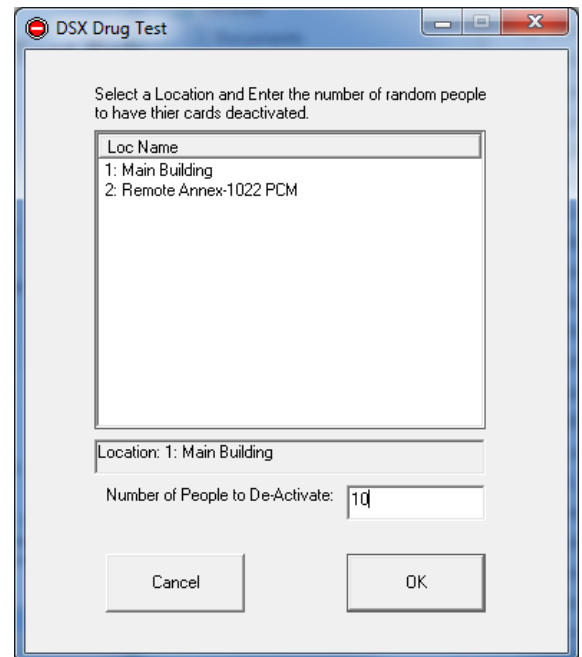 DSX Drug Test
Select a Location and Enter the number of random people
to have thier cards deactivated.
Loc Name
1: Main Building
2: Remote Annex-1022 PCM
Location: 1: Main Building
Number of People to De-Activate:
10
Cancel
OK